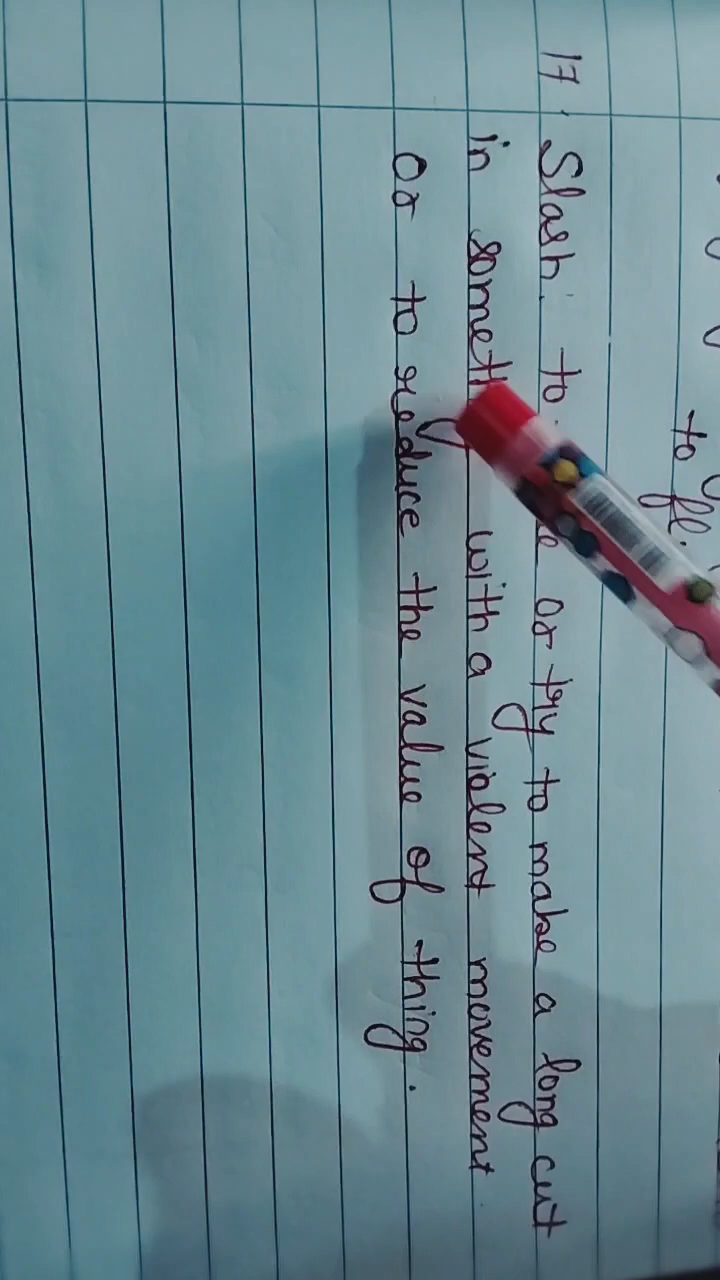 to
17. Slash: to or try to make a long cut
in with a violent movement
or to reduce the value of thing.